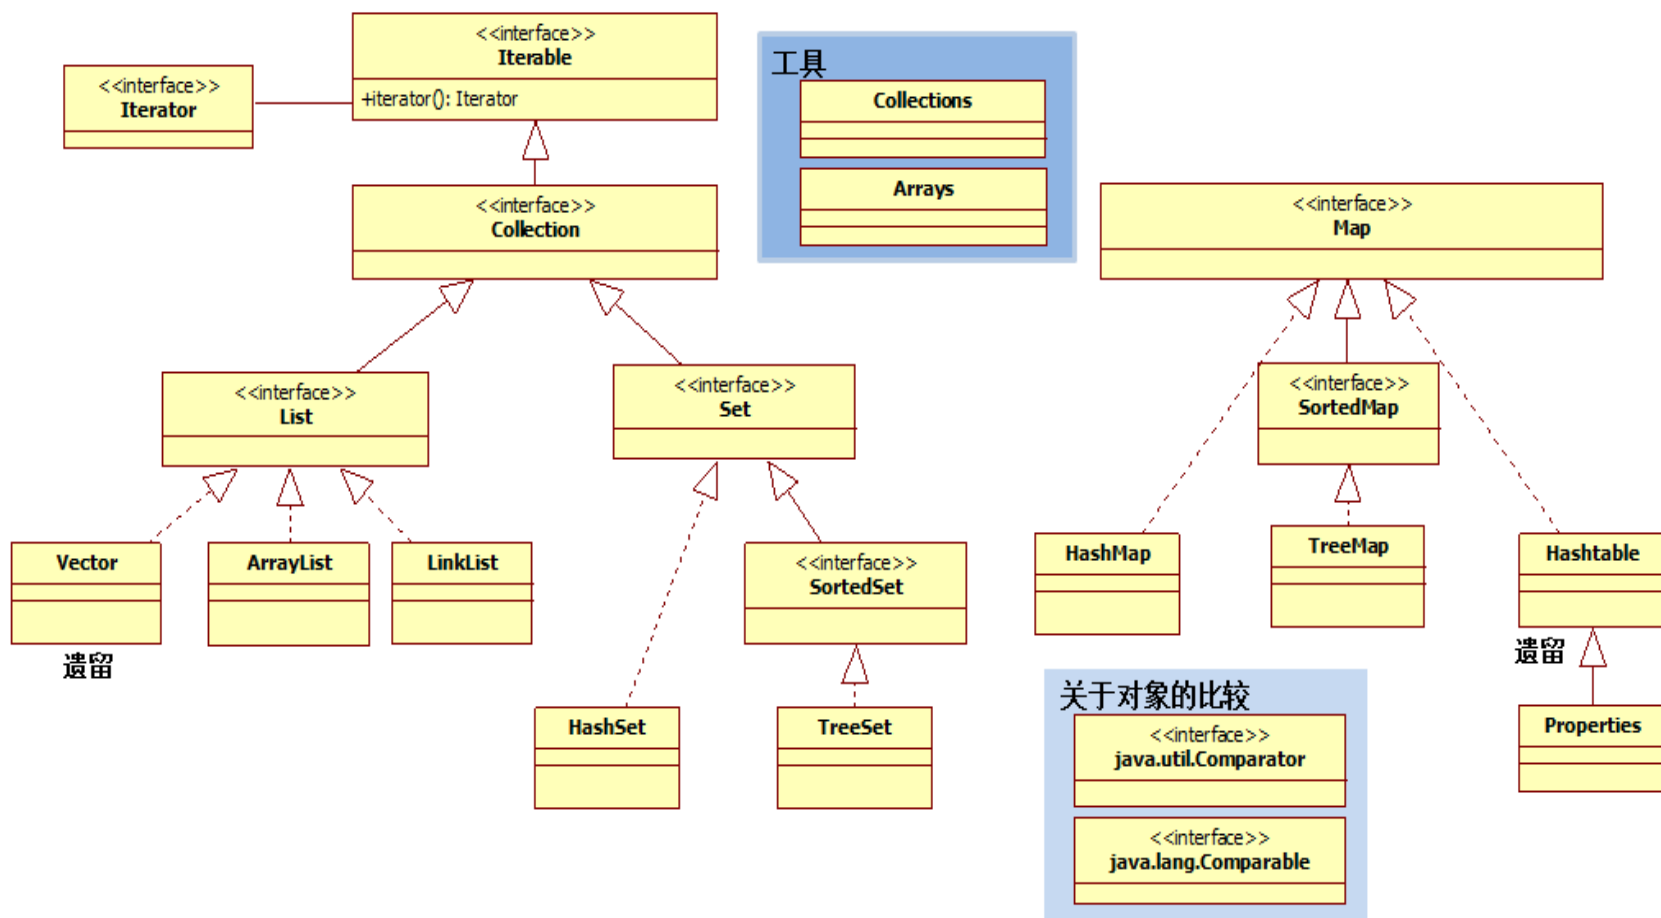 <<interface>>
Iterable
+iterator(): Iterator
<<interface>>
Iterator
工具
Collections
Arrays
<<interface>>
Collection
<<interface>>
Map
<<interface>>
List
<<interface>>
Set
<<interface>>
SortedMap
Vector
遗留
ArrayList
LinkList
<<interface>>
SortedSet
HashMap
TreeMap
Hashtable
遗留
HashSet
TreeSet
Properties
关于对象的比较
<<interface>>
java.util.Comparator
<<interface>>
java.lang.Comparable